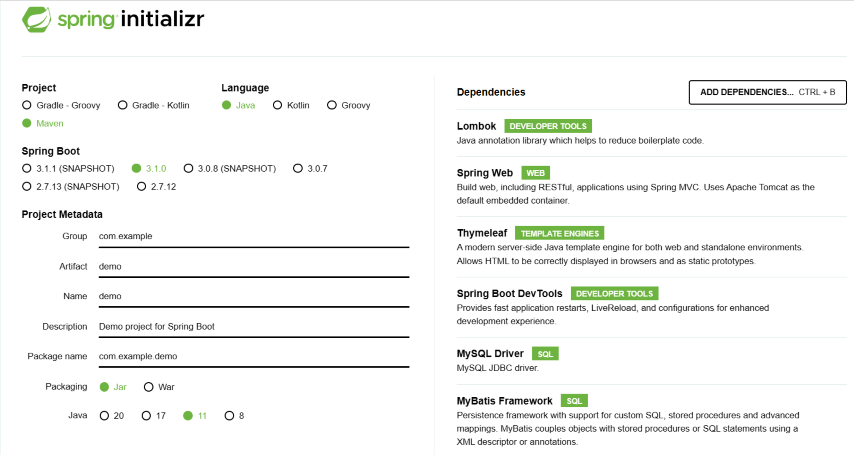 spring initializr
Project
Language
Gradle - Groovy Gradle - Kotlin
Java Kotlin Groovy
Maven
Spring Boot
3.1.1 (SNAPSHOT) 3.1.0 3.0.8 (SNAPSHOT) 3.0.7
2.7.13 (SNAPSHOT) 2.7.12
Project Metadata
Group com.example
Artifact demo
Name demo
Description Demo project for Spring Boot
Package name com.example.demo
Packaging Jar War
Java 20 17 11 8
Dependencies
ADD DEPENDENCIES... CTRL + B
Lombok DEVELOPER TOOLS
Java annotation library which helps to reduce boilerplate code.
Spring Web WEB
Build web, including RESTful, applications using Spring MVC. Uses Apache Tomcat as the
default embedded container.
Thymeleaf TEMPLATE ENGINES
A modern server-side Java template engine for both web and standalone environments.
Allows HTML to be correctly displayed in browsers and as static prototypes.
Spring Boot DevTools DEVELOPER TOOLS
Provides fast application restarts, LiveReload, and configurations for enhanced
development experience.
MySQL Driver SQL
MySQL JDBC driver.
MyBatis Framework SQL
Persistence framework with support for custom SQL, stored procedures and advanced
mappings. MyBatis couples objects with stored procedures or SQL statements using a
XML descriptor or annotations.